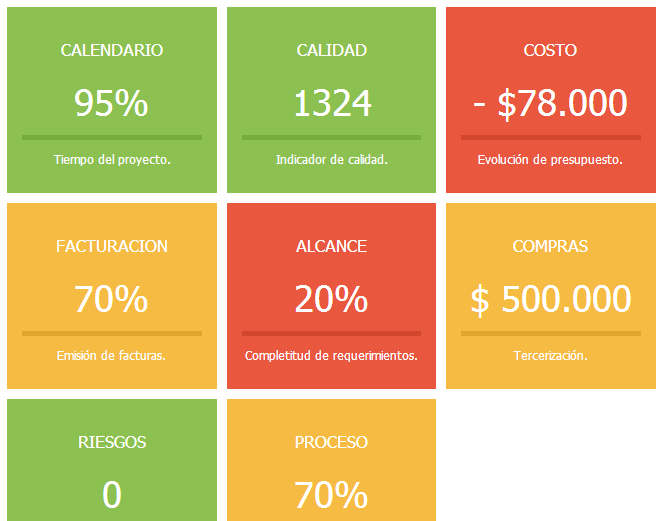 CALENDARIO
95%
Tiempo del proyecto.
CALIDAD
1324
Indicador de calidad.
COSTO
- $78.000
Evolución de presupuesto.
FACTURACION
70%
Emisión de facturas.
ALCANCE
20%
Completitud de requerimientos.
COMPRAS
$ 500.000
Tercerización.
RIESGOS
0
PROCESO
70%